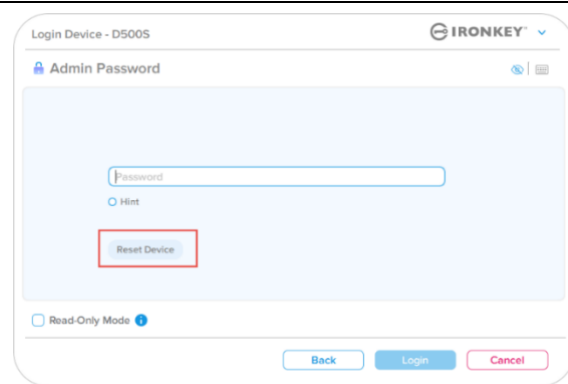 Login Device - D500S
IRONKEY
Admin Password
Password
Hint
Reset Device
Read-Only Mode
Back Login Cancel